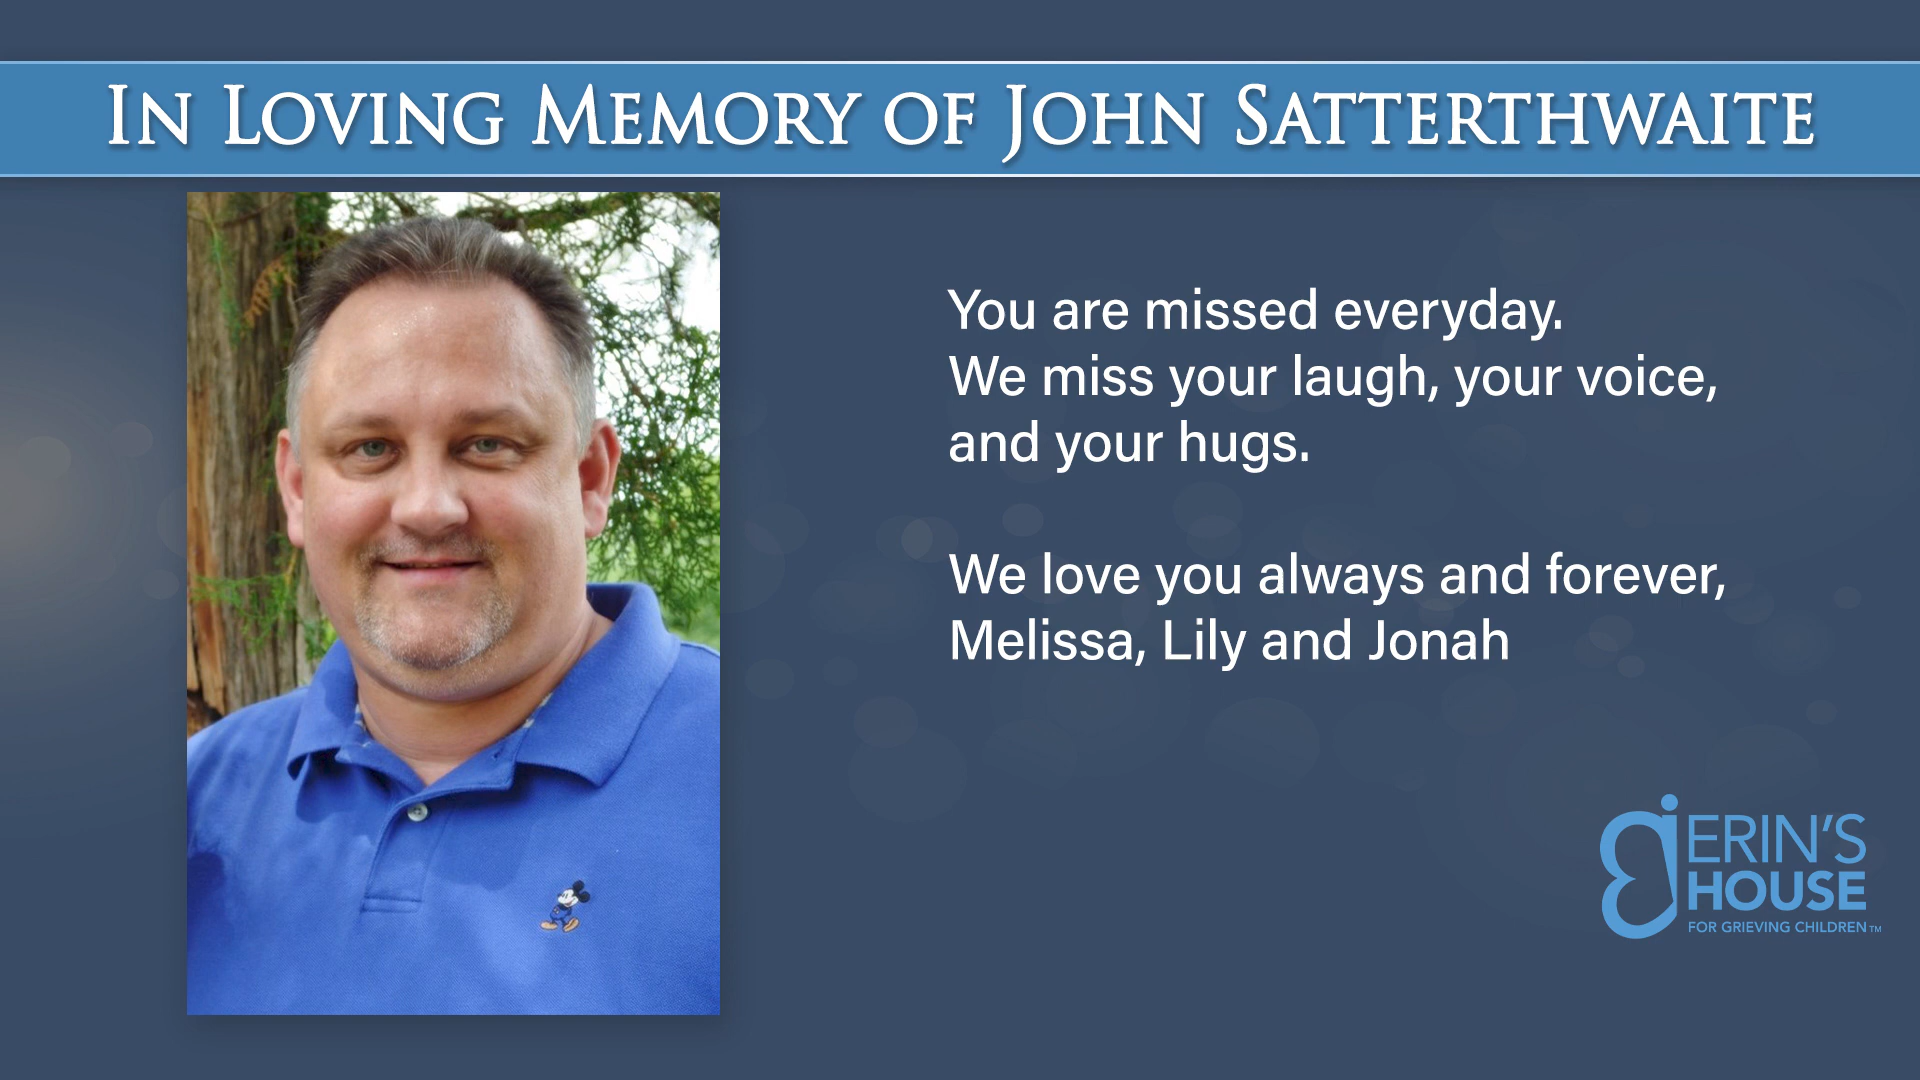 In Loving Memory of John Satterthwaite
You are missed everyday.
We miss your laugh, your voice,
and your hugs.
We love you always and forever,
Melissa, Lily and Jonah
ERIN'S
HOUSE
FOR GRIEVING CHILDREN™